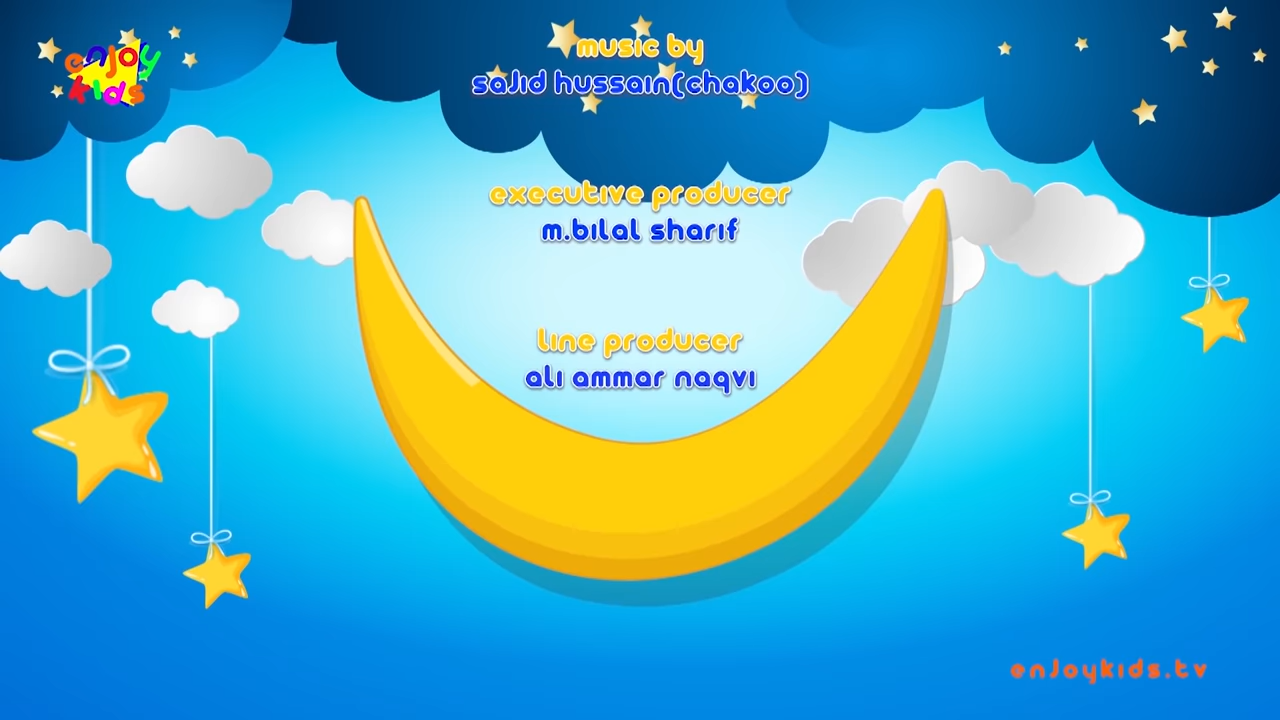 enjoy
kids
music by
sajid hussain(chakoo)
executive producer
m.bilal sharif
line producer
ali ammar naqvi
enjoykids.tv